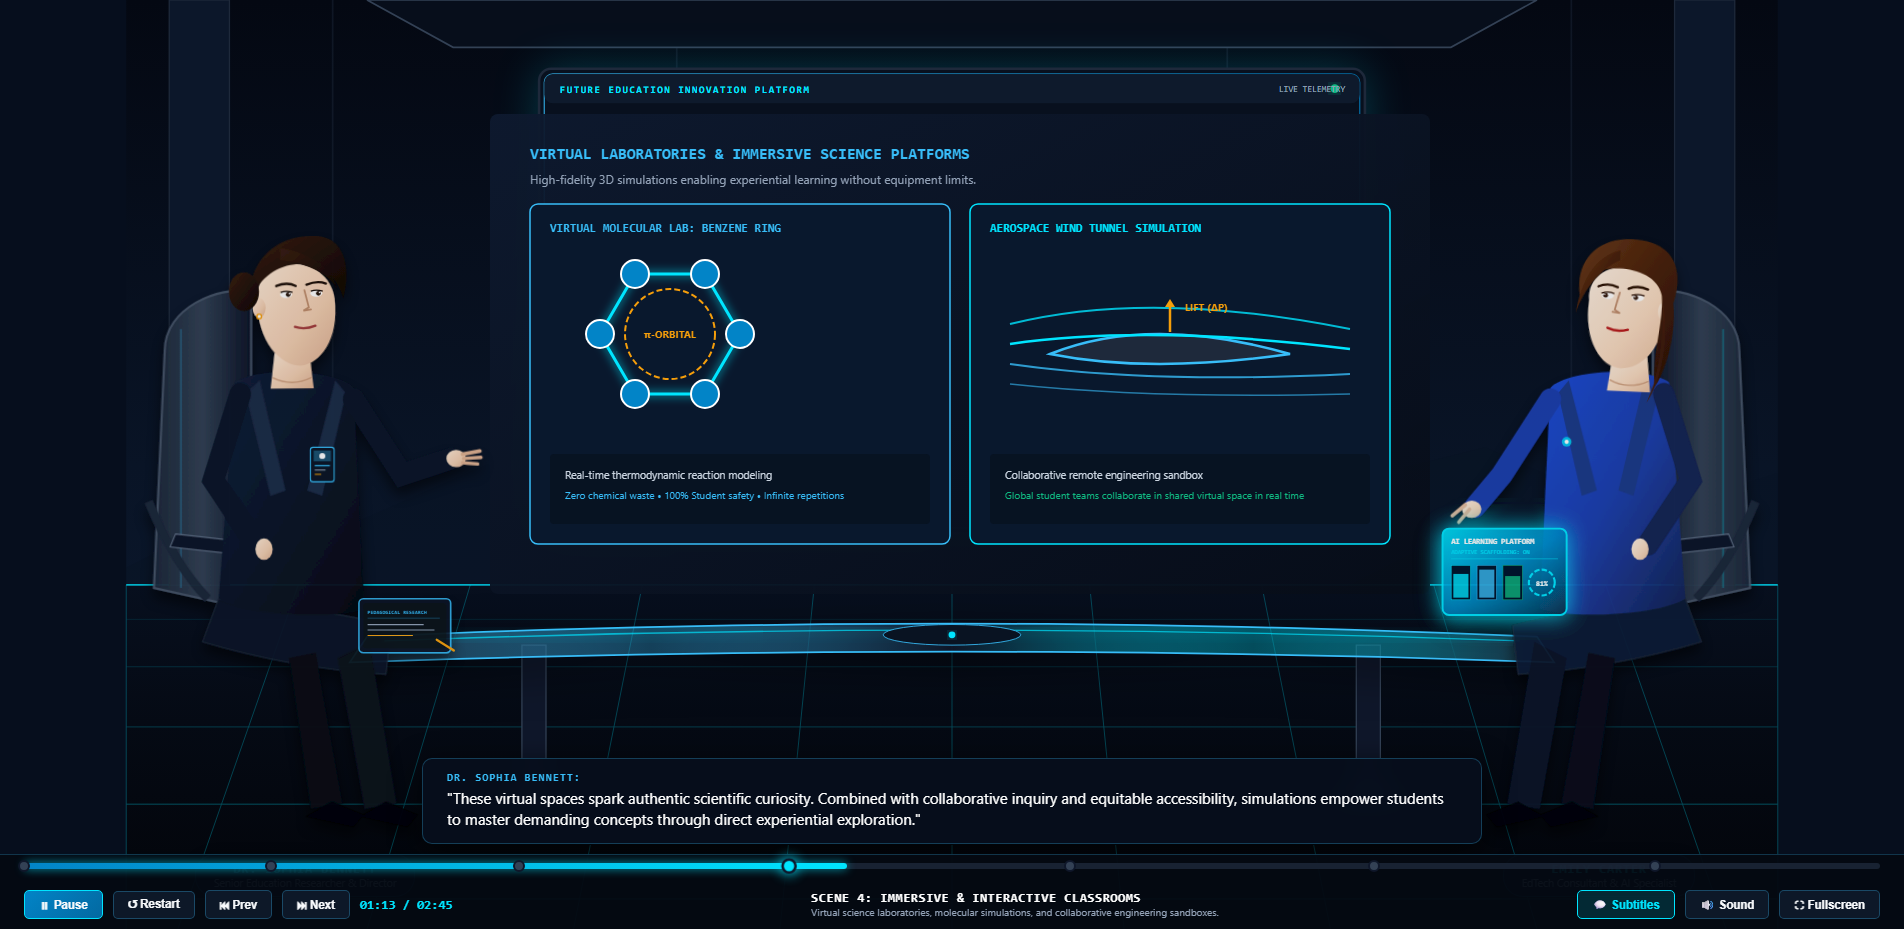 FUTURE EDUCATION INNOVATION PLATFORM
LIVE TELEMETRY
VIRTUAL LABORATORIES & IMMERSIVE SCIENCE PLATFORMS
High-fidelity 3D simulations enabling experiential learning without equipment limits.
VIRTUAL MOLECULAR LAB: BENZENE RING
π-ORBITAL
Real-time thermodynamic reaction modeling
Zero chemical waste • 100% Student safety • Infinite repetitions
AEROSPACE WIND TUNNEL SIMULATION
LIFT (ΔP)
Collaborative remote engineering sandbox
Global student teams collaborate in shared virtual space in real time
AI LEARNING PLATFORM
ADAPTIVE SCAFFOLDING: ON
81%
PEDAGOGICAL RESEARCH
DR. SOPHIA BENNETT:
"These virtual spaces spark authentic scientific curiosity. Combined with collaborative inquiry and equitable accessibility, simulations empower students
to master demanding concepts through direct experiential exploration."
Pause
Restart
Prev
Next
01:13 / 02:45
SCENE 4: IMMERSIVE & INTERACTIVE CLASSROOMS
Virtual science laboratories, molecular simulations, and collaborative engineering sandboxes.
Subtitles
Sound
Fullscreen